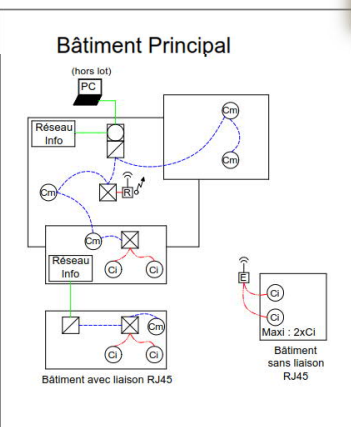 Bâtiment Principal
(hors lot)
PC
Réseau
Info
Cm
Cm
Cm
R
Cm
Réseau
Info
Ci
Ci
Cm
Ci
Ci
Bâtiment avec liaison RJ45
E
Ci
Ci
Maxi : 2xCi
Bâtiment
sans liaison
RJ45